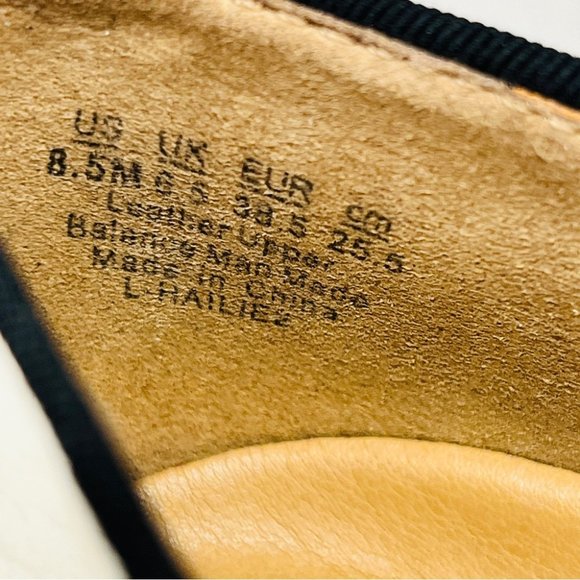 US UK EUR cm
8.5M 6.5 38.5 25.5
Leather Upper
Balance Man Made
Made in China
L-HAILIE2